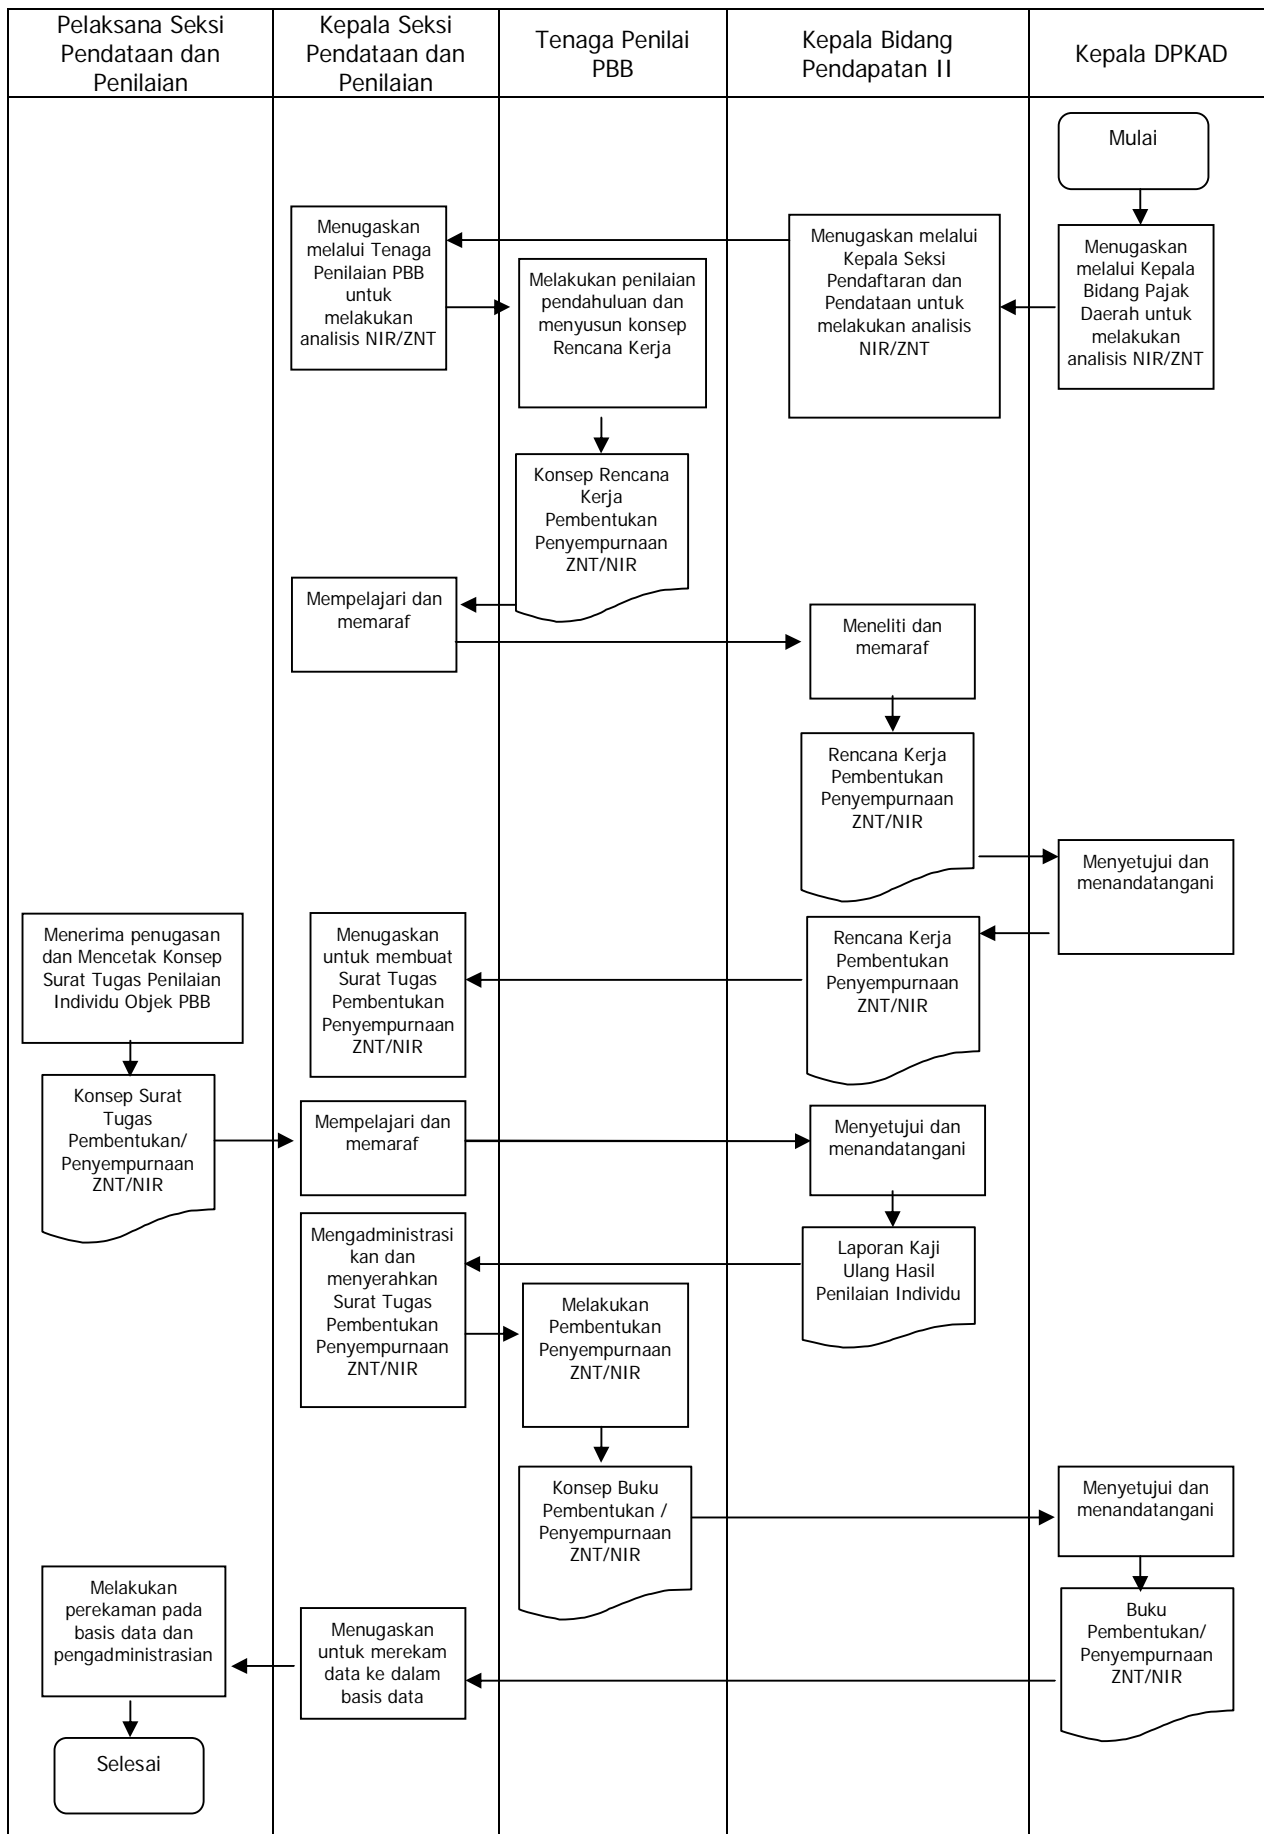 Pelaksana Seksi
Pendataan dan
Penilaian
Kepala Seksi
Pendataan dan
Penilaian
Tenaga Penilai
PBB
Kepala Bidang
Pendapatan II
Kepala DPKAD
Mulai
Menugaskan
melalui Kepala
Bidang Pajak
Daerah untuk
melakukan
analisis NIR/ZNT
Menugaskan melalui
Kepala Seksi
Pendaftaran dan
Pendataan untuk
melakukan analisis
NIR/ZNT
Menugaskan
melalui Tenaga
Penilaian PBB
untuk
melakukan
analisis NIR/ZNT
Melakukan penilaian
pendahuluan dan
menyusun konsep
Rencana Kerja
Konsep Rencana
Kerja
Pembentukan
Penyempurnaan
ZNT/NIR
Mempelajari dan
memaraf
Meneliti dan
memaraf
Rencana Kerja
Pembentukan
Penyempurnaan
ZNT/NIR
Menyetujui dan
menandatangani
Rencana Kerja
Pembentukan
Penyempurnaan
ZNT/NIR
Menugaskan
untuk membuat
Surat Tugas
Pembentukan
Penyempurnaan
ZNT/NIR
Menerima penugasan
dan Mencetak Konsep
Surat Tugas Penilaian
Individu Objek PBB
Konsep Surat
Tugas
Pembentukan/
Penyempurnaan
ZNT/NIR
Mempelajari dan
memaraf
Menyetujui dan
menandatangani
Laporan Kaji
Ulang Hasil
Penilaian Individu
Mengadministrasi
kan dan
menyerahkan
Surat Tugas
Pembentukan
Penyempurnaan
ZNT/NIR
Melakukan
Pembentukan
Penyempurnaan
ZNT/NIR
Konsep Buku
Pembentukan /
Penyempurnaan
ZNT/NIR
Menyetujui dan
menandatangani
Buku
Pembentukan/
Penyempurnaan
ZNT/NIR
Menugaskan
untuk merekam
data ke dalam
basis data
Melakukan
perekaman pada
basis data dan
pengadministrasian
Selesai